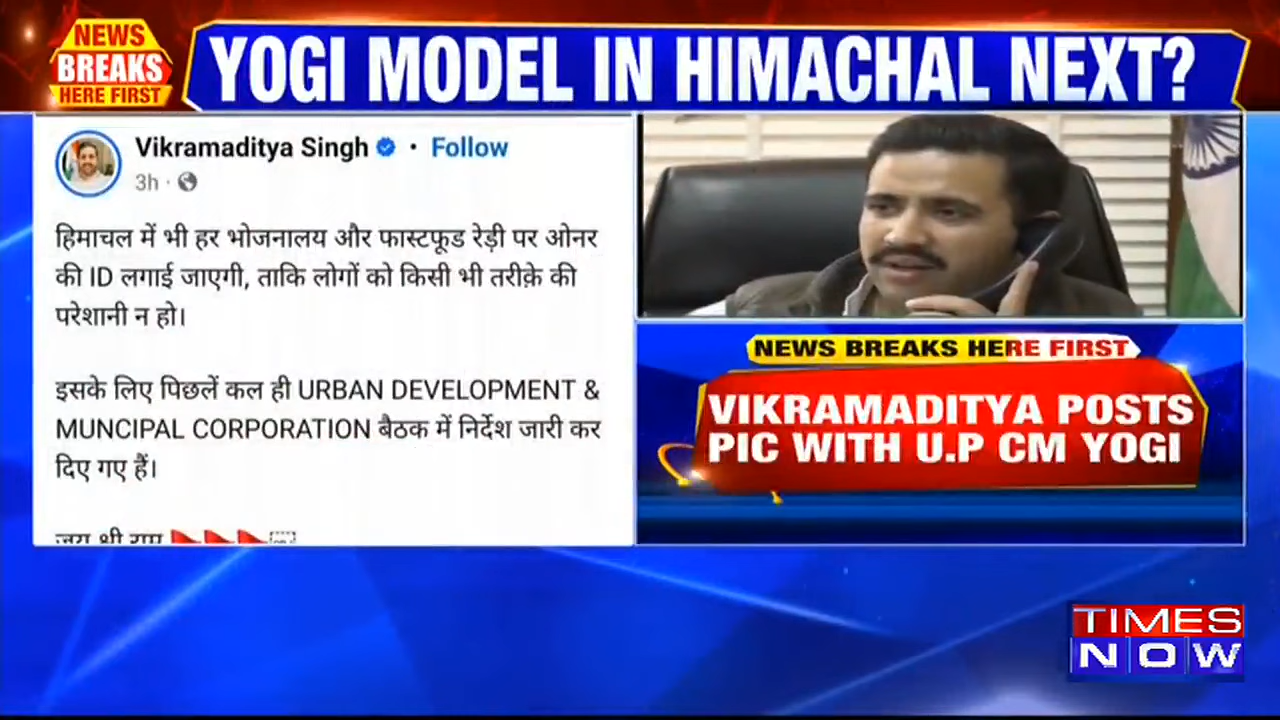 NEWS
BREAKS
HERE FIRST
YOGI MODEL IN HIMACHAL NEXT?
Vikramaditya Singh · Follow
3h ·
हिमाचल में भी हर भोजनालय और फास्टफूड रेड़ी पर ओनर
की ID लगाई जाएगी, ताकि लोगों को किसी भी तरीक़े की
परेशानी न हो।
इसके लिए पिछलें कल ही URBAN DEVELOPMENT &
MUNCIPAL CORPORATION बैठक में निर्देश जारी कर
दिए गए हैं।
जय श्री राम
NEWS BREAKS HERE FIRST
VIKRAMADITYA POSTS
PIC WITH U.P CM YOGI
TIMES
NOW